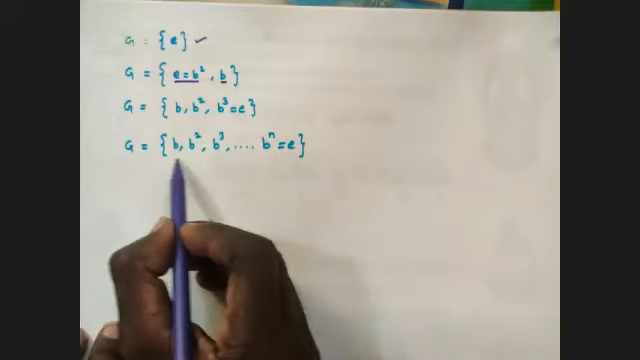 G = {e} ✓
G = {e = b², b}
G = {b, b², b³ = e}
G = {b, b², b³, .... bⁿ = e}